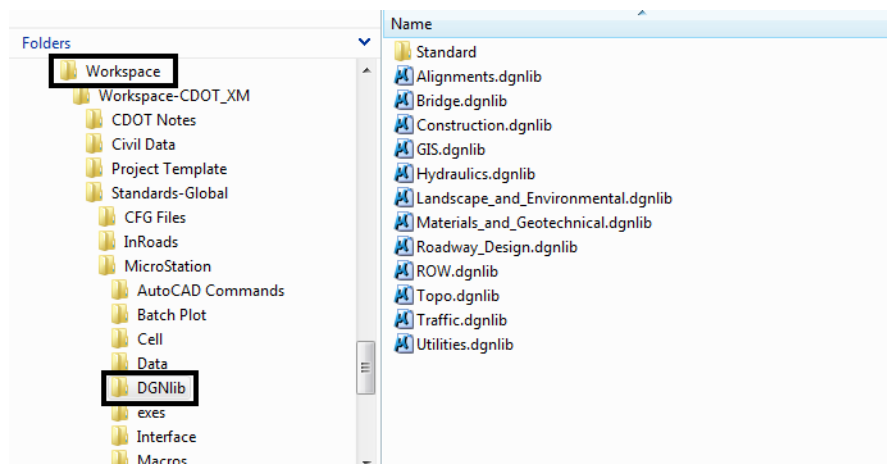 Folders
Workspace
Workspace-CDOT_XM
CDOT Notes
Civil Data
Project Template
Standards-Global
CFG Files
InRoads
MicroStation
AutoCAD Commands
Batch Plot
Cell
Data
DGNlib
exes
Interface
Macros
Name
Standard
Alignments.dgnlib
Bridge.dgnlib
Construction.dgnlib
GIS.dgnlib
Hydraulics.dgnlib
Landscape_and_Environmental.dgnlib
Materials_and_Geotechnical.dgnlib
Roadway_Design.dgnlib
ROW.dgnlib
Topo.dgnlib
Traffic.dgnlib
Utilities.dgnlib